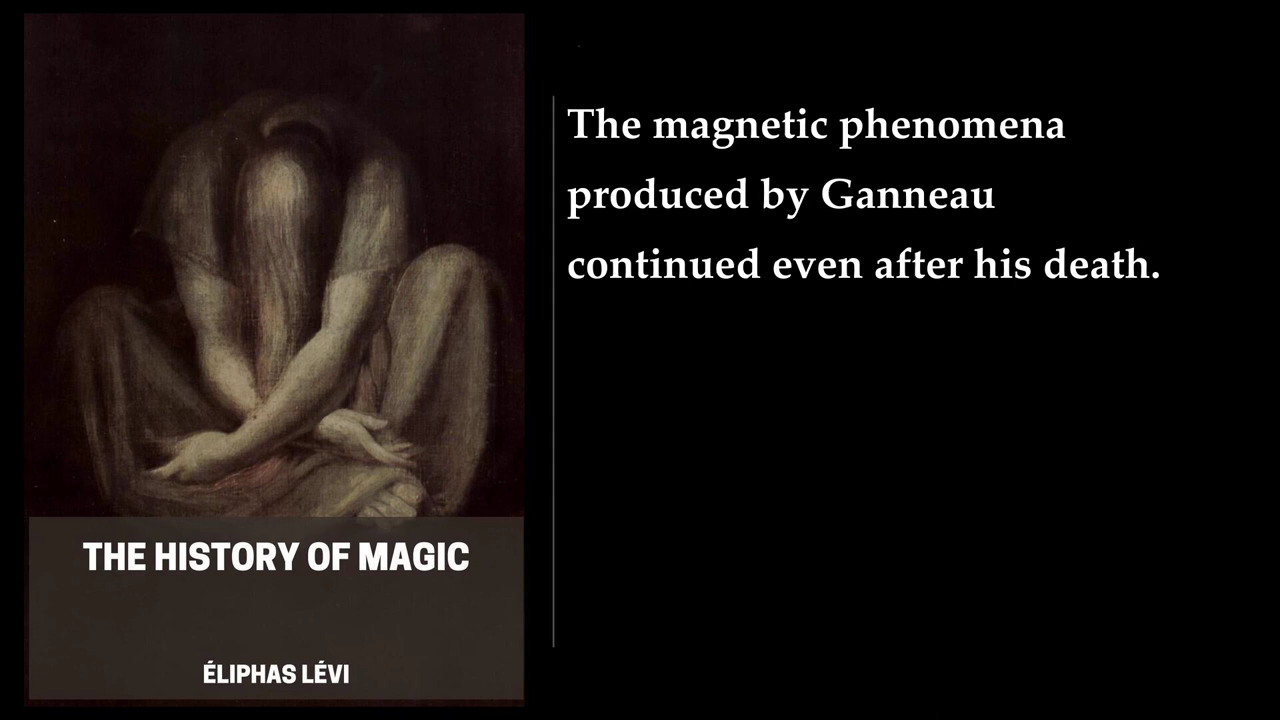 THE HISTORY OF MAGIC
ÉLIPHAS LÉVI
The magnetic phenomena
produced by Ganneau
continued even after his death.